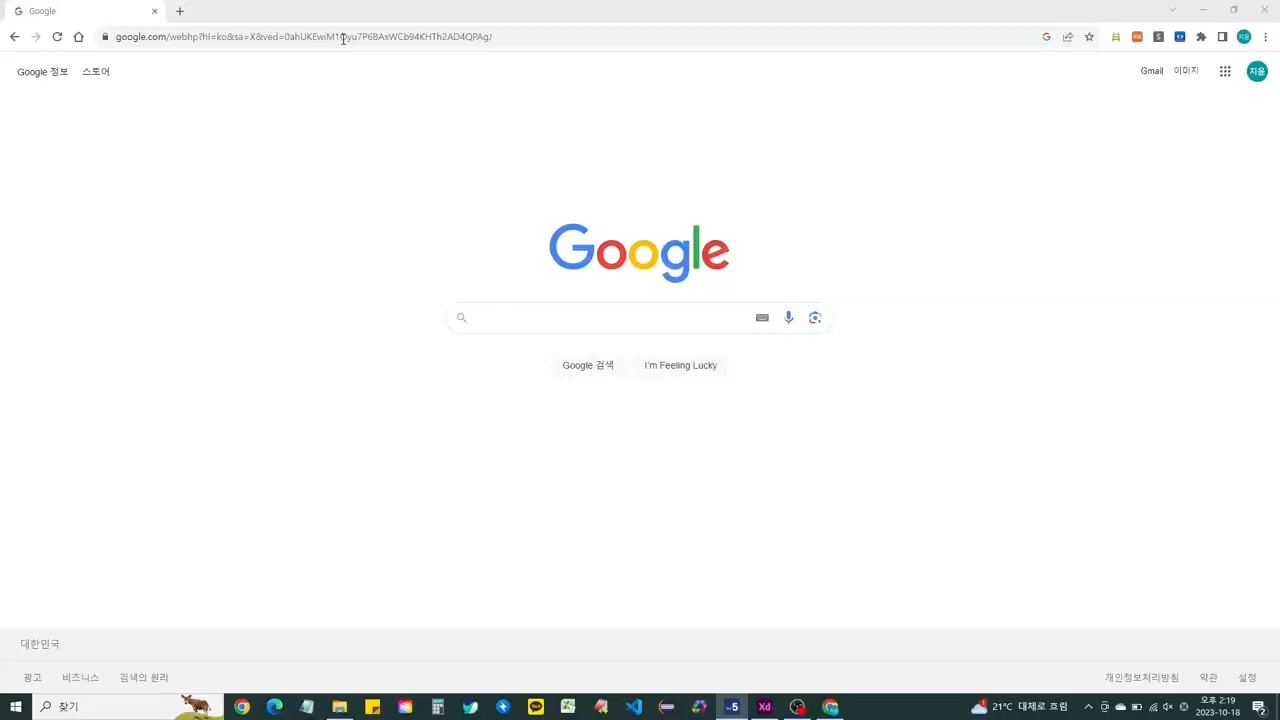 Google
google.com/webhp?hl=ko&sa=X&ved=0ahUKEwiM1
Google 정보 스토어
Gmail 이미지 지윤
Google
Google 검색 I'm Feeling Lucky
대한민국
광고 비즈니스 검색의 원리
개인정보처리방침 약관 설정
찾기
21°C 대체로 흐림
오후 2:19
2023-10-18